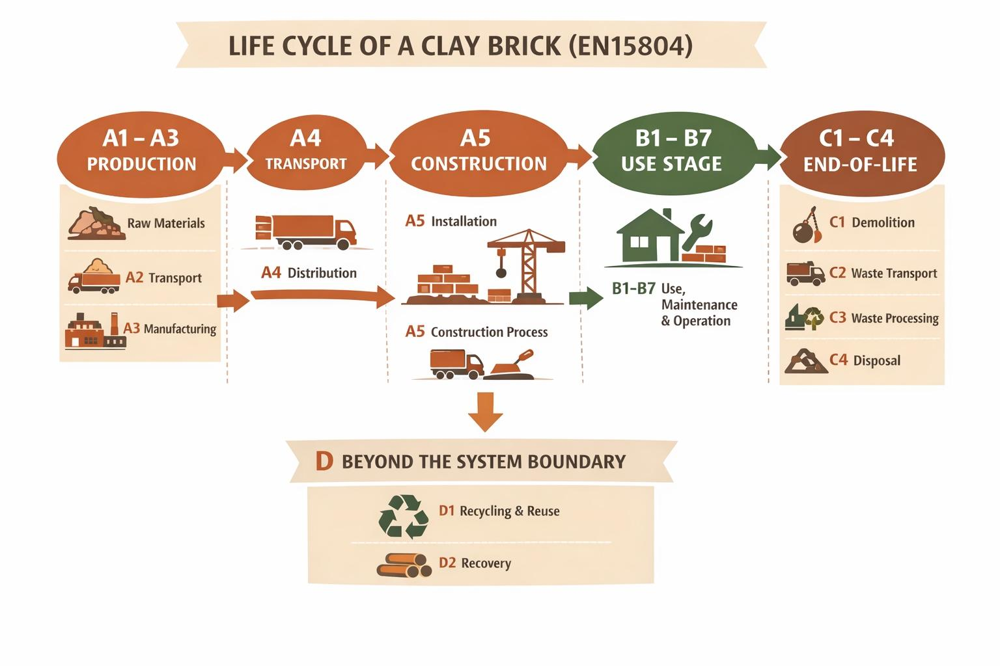 LIFE CYCLE OF A CLAY BRICK (EN15804)
A1 – A3
PRODUCTION
A4
TRANSPORT
A5
CONSTRUCTION
B1 – B7
USE STAGE
C1 – C4
END-OF-LIFE
Raw Materials
A2 Transport
A3 Manufacturing
A4 Distribution
A5 Installation
A5 Construction Process
B1-B7 Use,
Maintenance
& Operation
C1 Demolition
C2 Waste Transport
C3 Waste Processing
C4 Disposal
D BEYOND THE SYSTEM BOUNDARY
D1 Recycling & Reuse
D2 Recovery